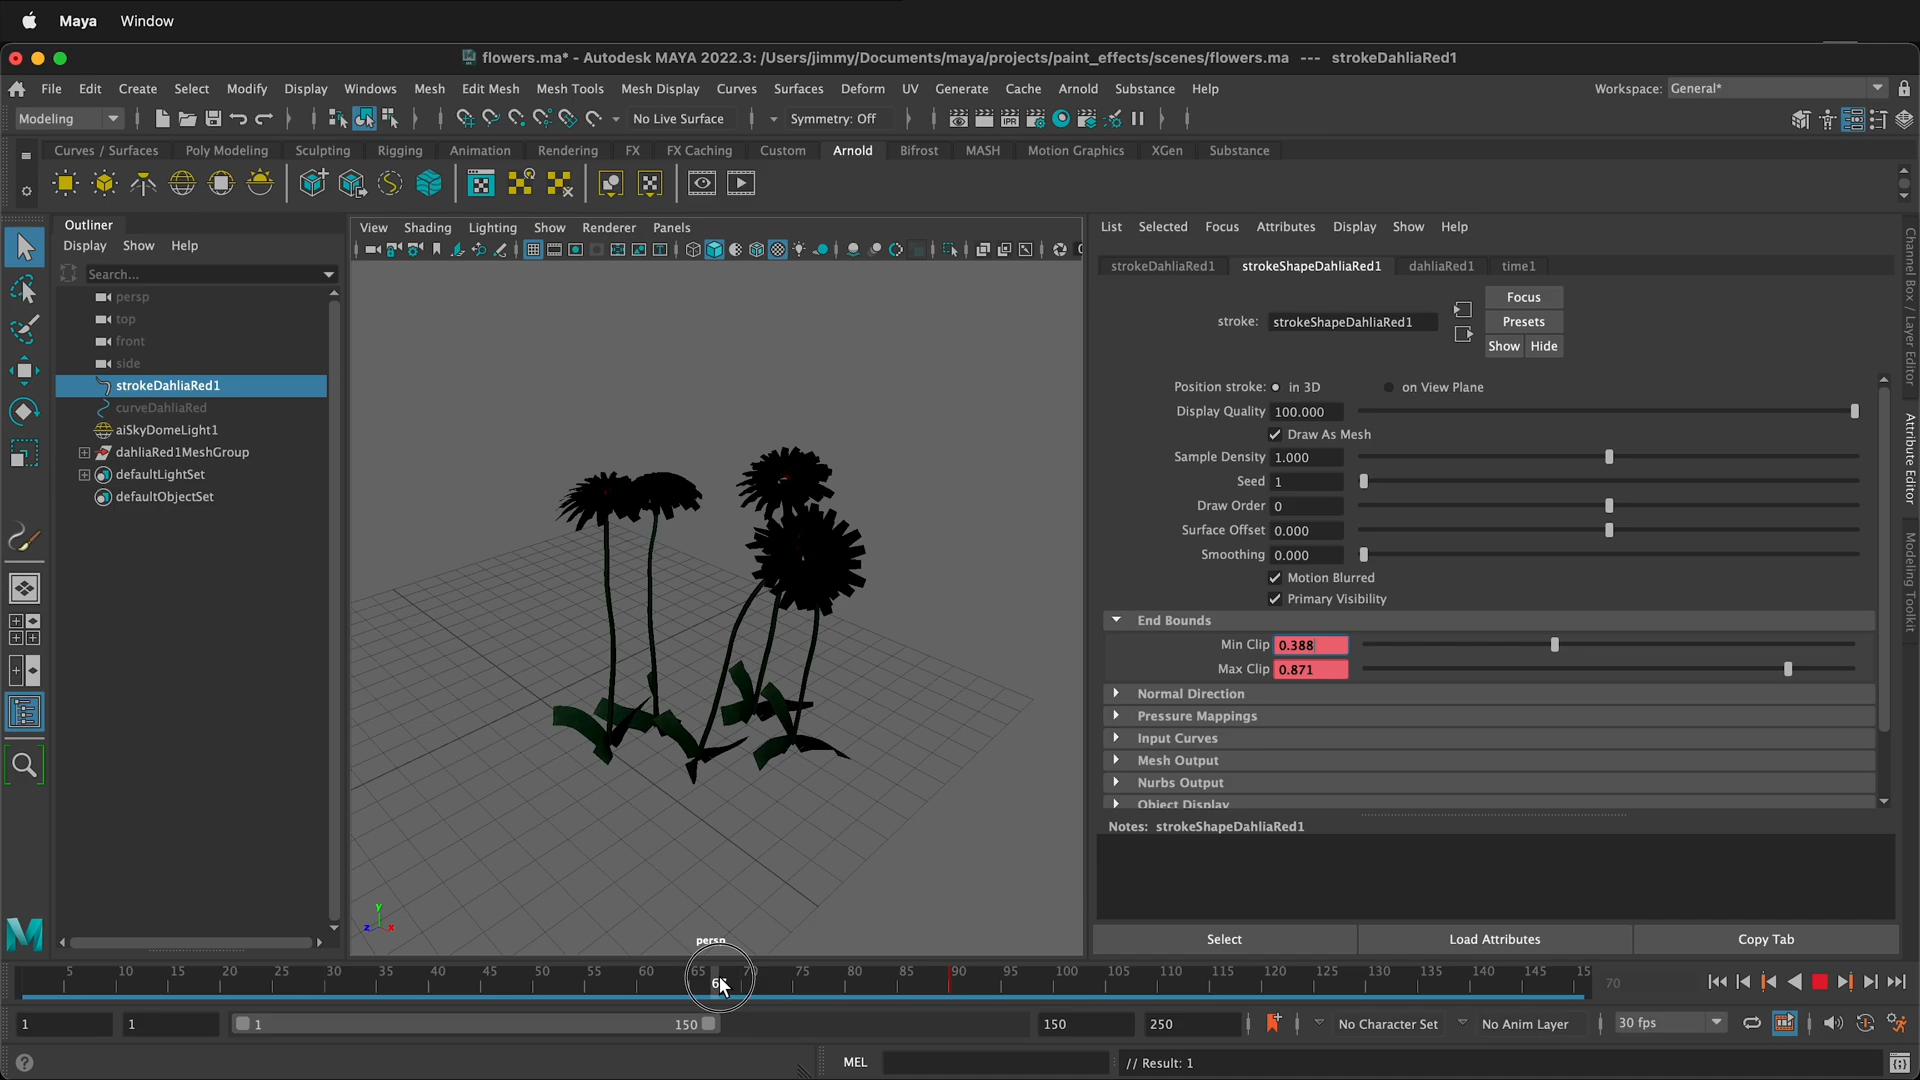 Maya Window
flowers.ma* - Autodesk MAYA 2022.3: /Users/jimmy/Documents/maya/projects/paint_effects/scenes/flowers.ma --- strokeDahliaRed1
File Edit Create Select Modify Display Windows Mesh Edit Mesh Mesh Tools Mesh Display Curves Surfaces Deform UV Generate Cache Arnold Substance Help Workspace: General*
Modeling No Live Surface Symmetry: Off
Curves / Surfaces Poly Modeling Sculpting Rigging Animation Rendering FX FX Caching Custom Arnold Bifrost MASH Motion Graphics XGen Substance
IPR
Outliner
Display Show Help
Search...
persp
top
front
side
strokeDahliaRed1
curveDahliaRed
aiSkyDomeLight1
dahliaRed1MeshGroup
defaultLightSet
defaultObjectSet
View Shading Lighting Show Renderer Panels
y
z x
persp
List Selected Focus Attributes Display Show Help
strokeDahliaRed1 strokeShapeDahliaRed1 dahliaRed1 time1
stroke: strokeShapeDahliaRed1
Focus
Presets
Show Hide
Position stroke: in 3D on View Plane
Display Quality 100.000
Draw As Mesh
Sample Density 1.000
Seed 1
Draw Order 0
Surface Offset 0.000
Smoothing 0.000
Motion Blurred
Primary Visibility
End Bounds
Min Clip 0.388
Max Clip 0.871
Normal Direction
Pressure Mappings
Input Curves
Mesh Output
Nurbs Output
Object Display
Notes: strokeShapeDahliaRed1
Select Load Attributes Copy Tab
Channel Box / Layer Editor
Attribute Editor
Modeling Toolkit
5 10 15 20 25 30 35 40 45 50 55 60 65 70 75 80 85 90 95 100 105 110 115 120 125 130 135 140 145 15
70
1 1 1 150 150 250 No Character Set No Anim Layer 30 fps
MEL // Result: 1